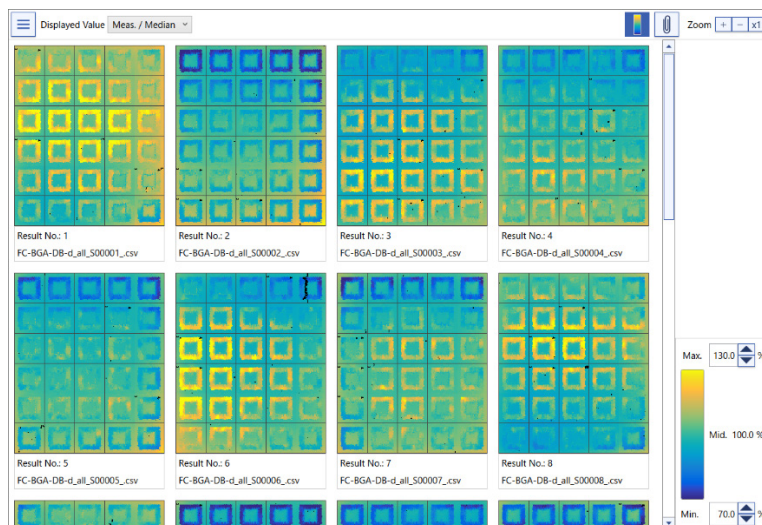 Displayed Value Meas. / Median Zoom + − x1
Result No.: 1
FC-BGA-DB-d_all_S00001_.csv
Result No.: 2
FC-BGA-DB-d_all_S00002_.csv
Result No.: 3
FC-BGA-DB-d_all_S00003_.csv
Result No.: 4
FC-BGA-DB-d_all_S00004_.csv
Result No.: 5
FC-BGA-DB-d_all_S00005_.csv
Result No.: 6
FC-BGA-DB-d_all_S00006_.csv
Result No.: 7
FC-BGA-DB-d_all_S00007_.csv
Result No.: 8
FC-BGA-DB-d_all_S00008_.csv
Max. 130.0 %
Mid. 100.0 %
Min. 70.0 %